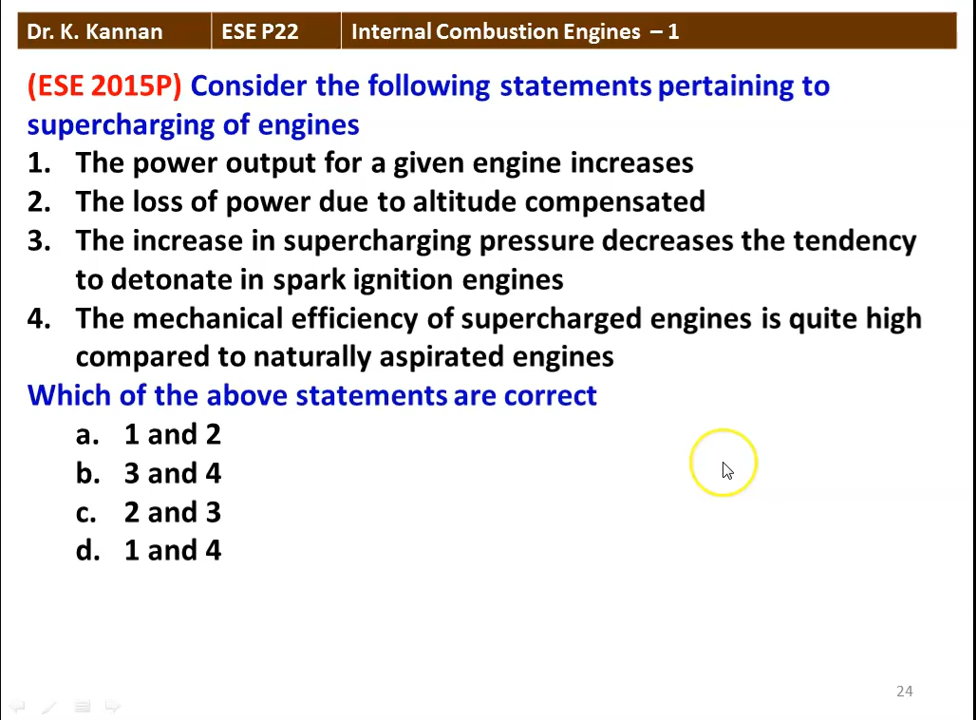 Dr. K. Kannan ESE P22 Internal Combustion Engines – 1
(ESE 2015P) Consider the following statements pertaining to
supercharging of engines
1. The power output for a given engine increases
2. The loss of power due to altitude compensated
3. The increase in supercharging pressure decreases the tendency
to detonate in spark ignition engines
4. The mechanical efficiency of supercharged engines is quite high
compared to naturally aspirated engines
Which of the above statements are correct
a. 1 and 2
b. 3 and 4
c. 2 and 3
d. 1 and 4
24